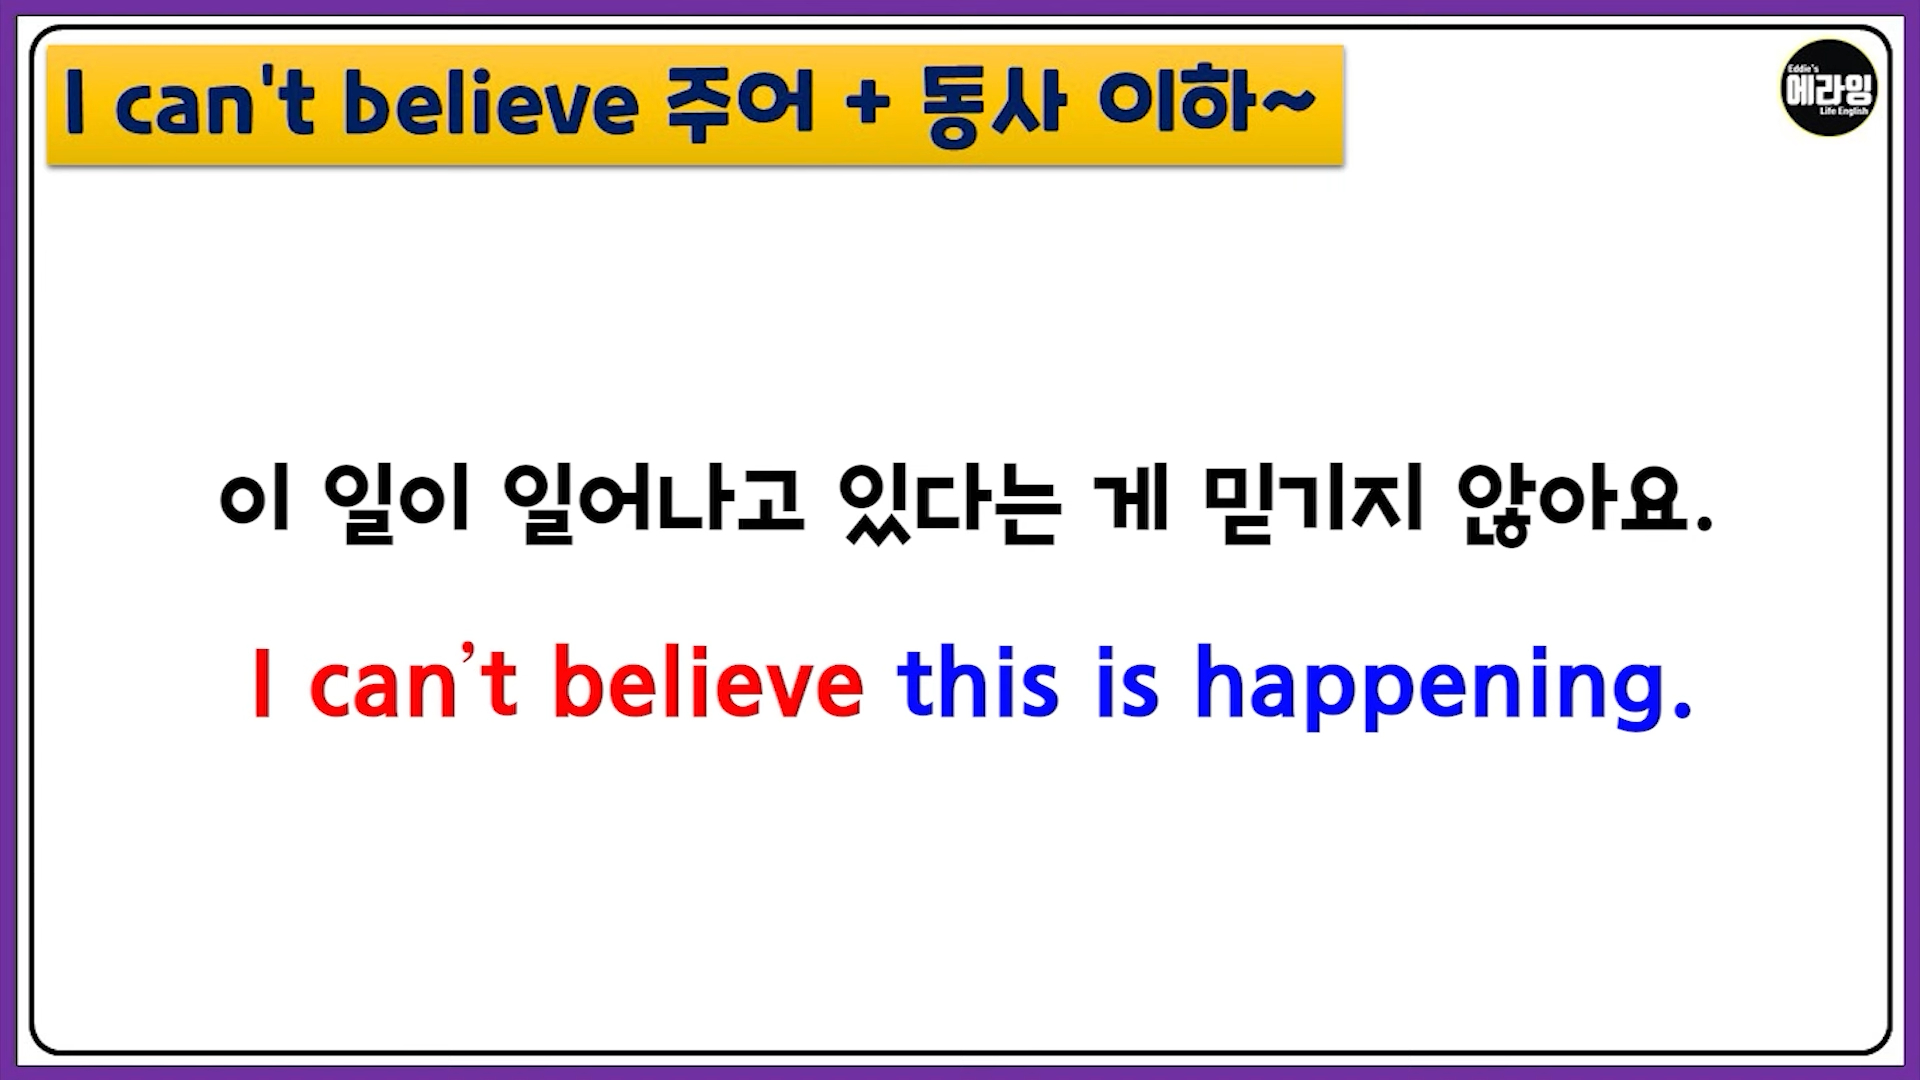 I can't believe 주어 + 동사 이하~
Eddie's
에라잉
Life English
이 일이 일어나고 있다는 게 믿기지 않아요.
I can’t believe this is happening.